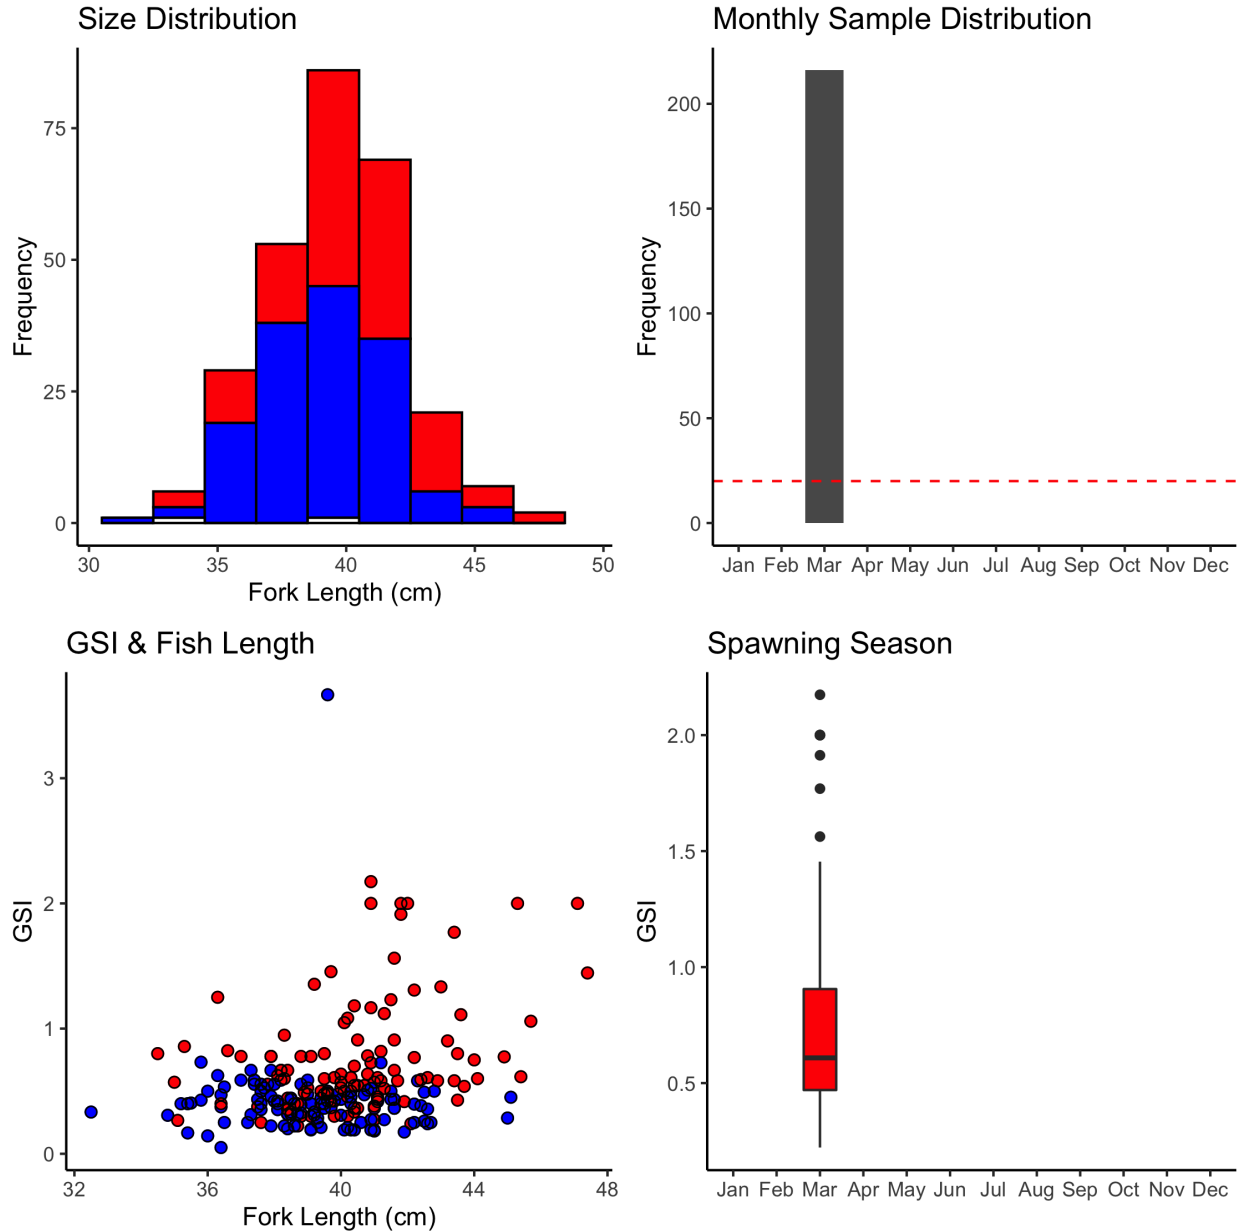 Size Distribution
Frequency
75
50
25
0
30 35 40 45 50
Fork Length (cm)
Monthly Sample Distribution
Frequency
200
150
100
50
0
Jan Feb Mar Apr May Jun Jul Aug Sep Oct Nov Dec
GSI & Fish Length
GSI
3
2
1
0
32 36 40 44 48
Fork Length (cm)
Spawning Season
GSI
2.0
1.5
1.0
0.5
Jan Feb Mar Apr May Jun Jul Aug Sep Oct Nov Dec